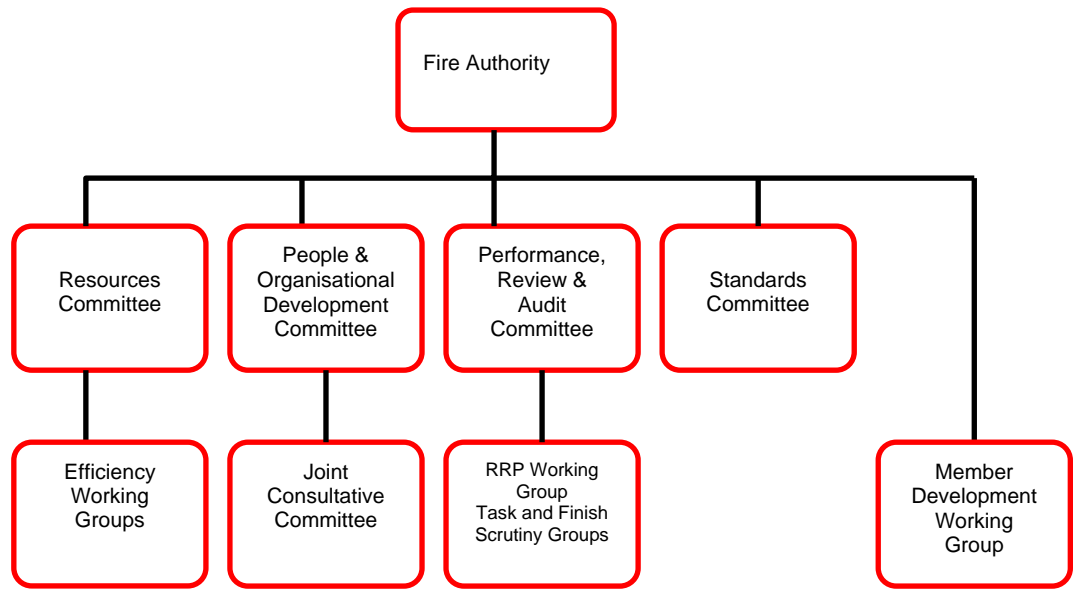 Fire Authority
Resources
Committee
People &
Organisational
Development
Committee
Performance,
Review &
Audit
Committee
Standards
Committee
Efficiency
Working
Groups
Joint
Consultative
Committee
RRP Working
Group
Task and Finish
Scrutiny Groups
Member
Development
Working
Group